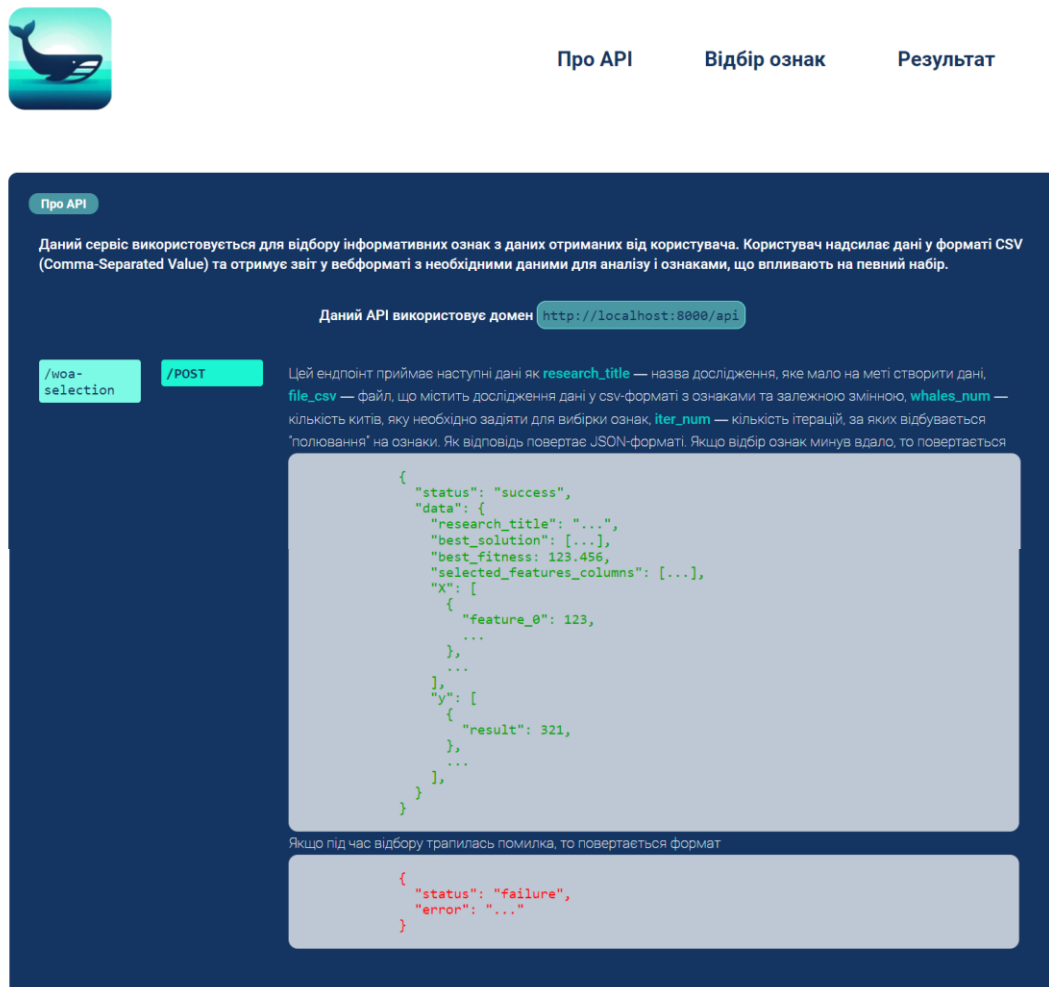 Про API Відбір ознак Результат
Про API
Даний сервіс використовується для відбору інформативних ознак з даних отриманих від користувача. Користувач надсилає дані у форматі CSV
(Comma-Separated Value) та отримує звіт у вебформаті з необхідними даними для аналізу і ознаками, що впливають на певний набір.
Даний API використовує домен http://localhost:8000/api
/woa-
selection
/POST
Цей ендпоінт приймає наступні дані як research_title — назва дослідження, яке мало на меті створити дані,
file_csv — файл, що містить дослідження дані у csv-форматі з ознаками та залежною змінною, whales_num —
кількість китів, яку необхідно задіяти для вибірки ознак, iter_num — кількість ітерацій, за яких відбувається
"полювання" на ознаки. Як відповідь повертає JSON-форматі. Якщо відбір ознак минув вдало, то повертається
{
"status": "success",
"data": {
"research_title": "...",
"best_solution": [...],
"best_fitness: 123.456,
"selected_features_columns": [...],
"X": [
{
"feature_0": 123,
...
},
...
],
"y": [
{
"result": 321,
},
...
],
}
}
Якщо під час відбору трапилась помилка, то повертається формат
{
"status": "failure",
"error": "..."
}